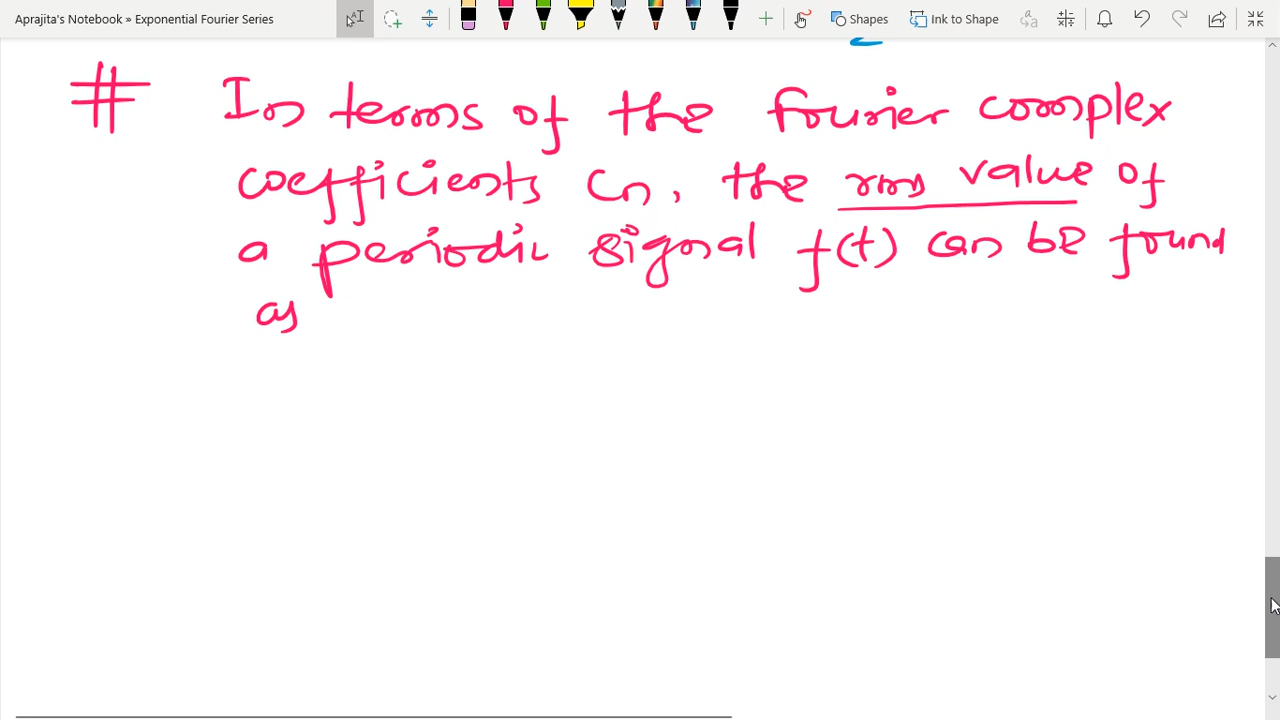 Aprajita's Notebook » Exponential Fourier Series
Shapes
Ink to Shape
# In terms of the fourier complex
coefficients Cn, the rms value of
a periodic signal f(t) can be found
as